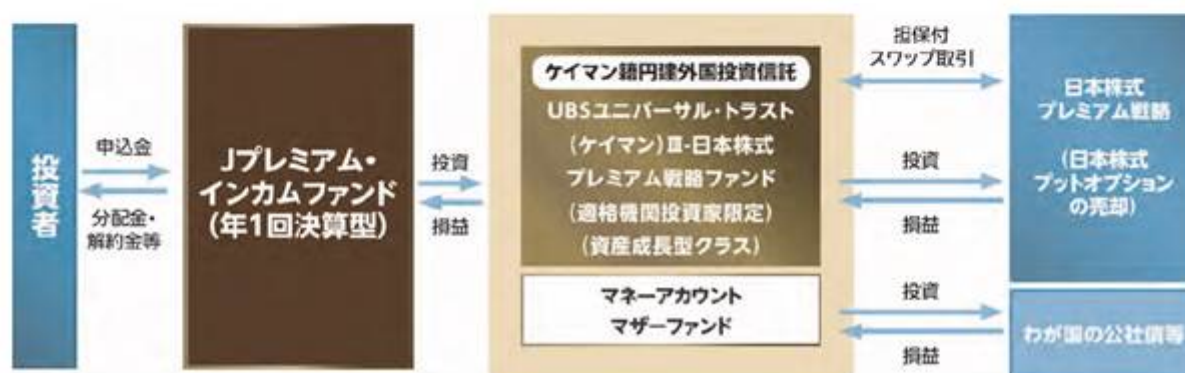 投資者
申込金
分配金・
解約金等
Jプレミアム・
インカムファンド
(年1回決算型)
投資
損益
ケイマン籍円建外国投資信託
UBSユニバーサル・トラスト
(ケイマン)Ⅲ-日本株式
プレミアム戦略ファンド
(適格機関投資家限定)
(資産成長型クラス)
マネーアカウント
マザーファンド
担保付
スワップ取引
投資
損益
投資
損益
日本株式
プレミアム戦略
(日本株式
プットオプション
の売却)
わが国の公社債等